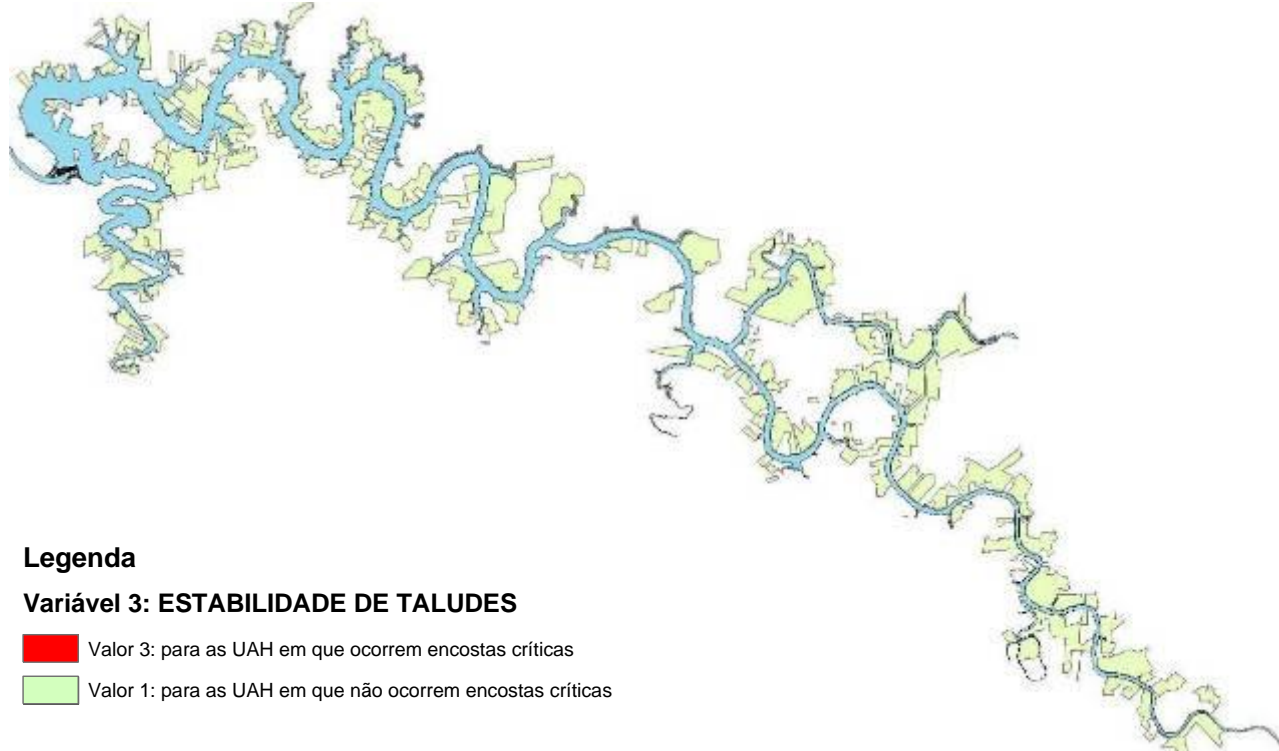 Legenda
Variável 3: ESTABILIDADE DE TALUDES
Valor 3: para as UAH em que ocorrem encostas críticas
Valor 1: para as UAH em que não ocorrem encostas críticas